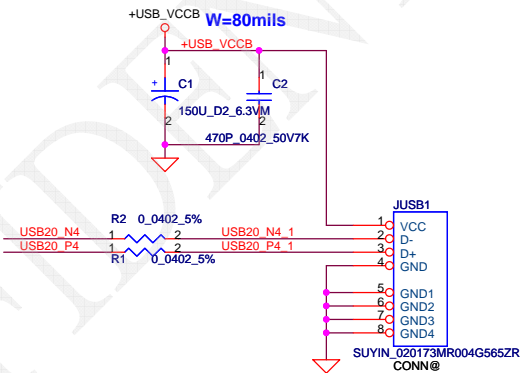 +USB_VCCB W=80mils
+USB_VCCB
1
1
+ C1
C2
150U_D2_6.3VM
2
2
470P_0402_50V7K
JUSB1
R2 0_0402_5%
1 VCC
USB20_N4 1 2 USB20_N4_1 2 D-
USB20_P4 1 2 USB20_P4_1 3 D+
R1 0_0402_5%
4 GND
5 GND1
6 GND2
7 GND3
8 GND4
SUYIN_020173MR004G565ZR
CONN@